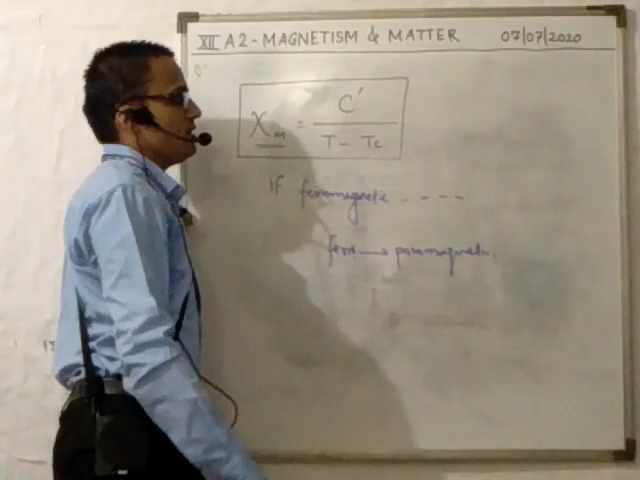 XII A2 - MAGNETISM & MATTER 07/07/2020
χm = C' / T - Tc
If ferromagnetic - - - -
ferro → paramagnetic.